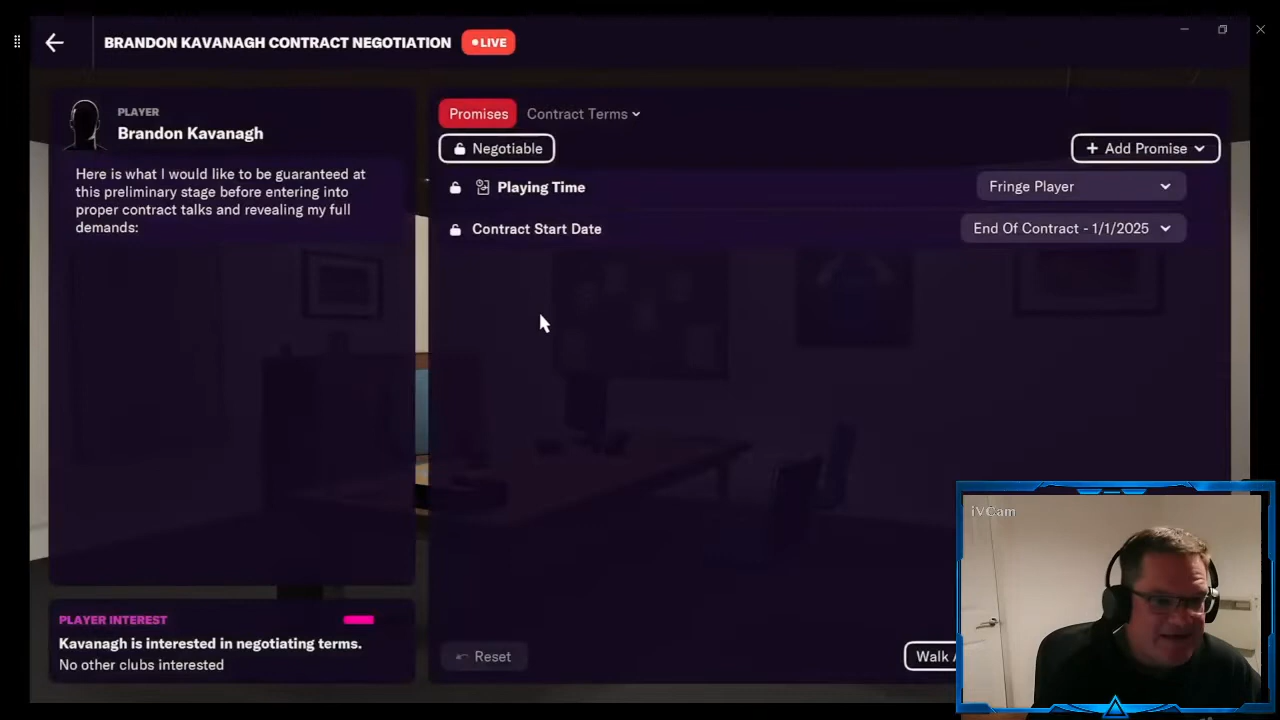 BRANDON KAVANAGH CONTRACT NEGOTIATION
LIVE
PLAYER
Brandon Kavanagh
Here is what I would like to be guaranteed at
this preliminary stage before entering into
proper contract talks and revealing my full
demands:
Promises
Contract Terms
Negotiable
+ Add Promise
Playing Time
Fringe Player
Contract Start Date
End Of Contract - 1/1/2025
PLAYER INTEREST
Kavanagh is interested in negotiating terms.
No other clubs interested
Reset
Walk
iVCam